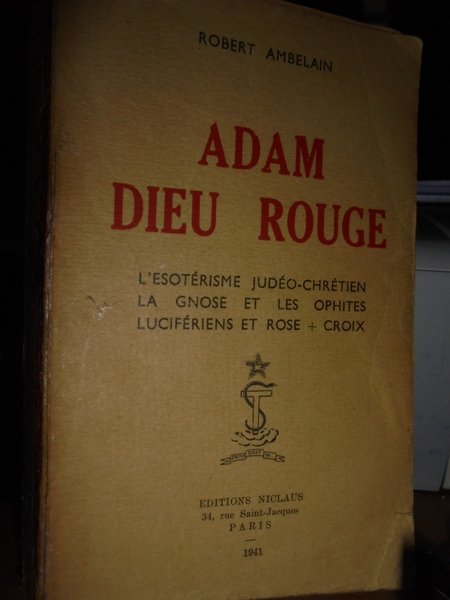 ROBERT AMBELAIN
ADAM
DIEU ROUGE
L'ESOTÉRISME JUDÉO-CHRÉTIEN
LA GNOSE ET LES OPHITES
LUCIFÉRIENS ET ROSE + CROIX
EDITIONS NICLAUS
34, rue Saint-Jacques
PARIS
1941